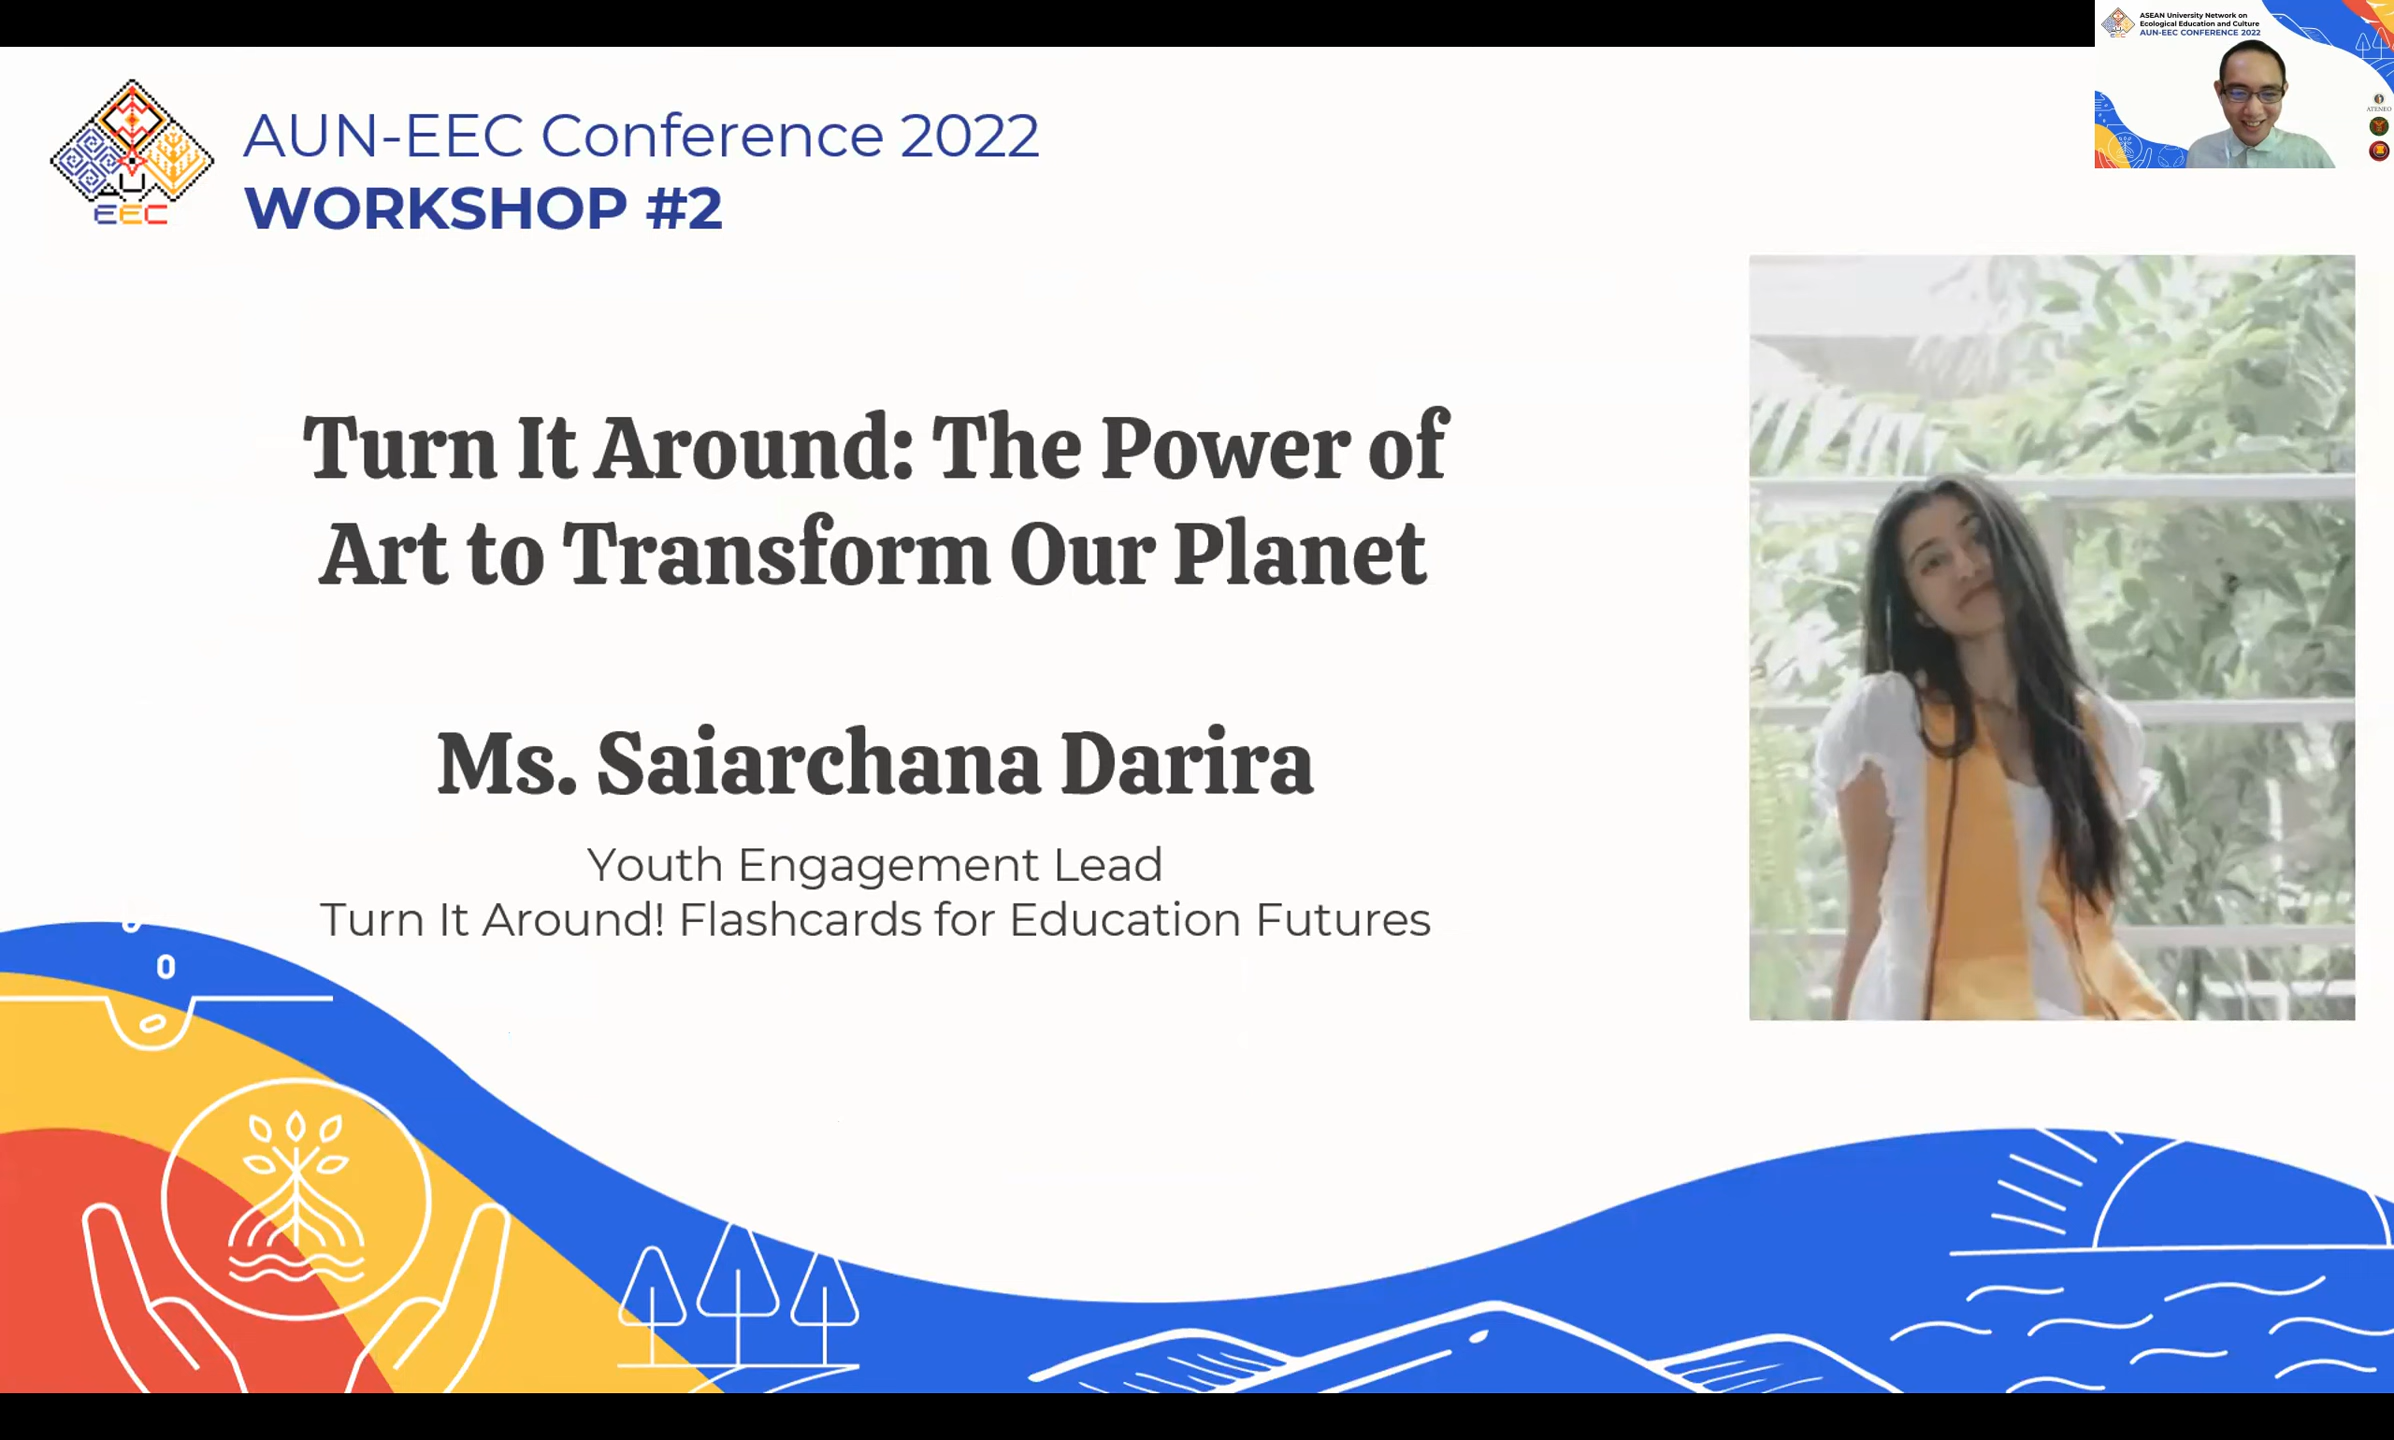 AUN-EEC Conference 2022
WORKSHOP #2
EEC
Turn It Around: The Power of
Art to Transform Our Planet
Ms. Saiarchana Darira
Youth Engagement Lead
Turn It Around! Flashcards for Education Futures
ASEAN University Network on
Ecological Education and Culture
AUN-EEC CONFERENCE 2022
EEC
ATENEO